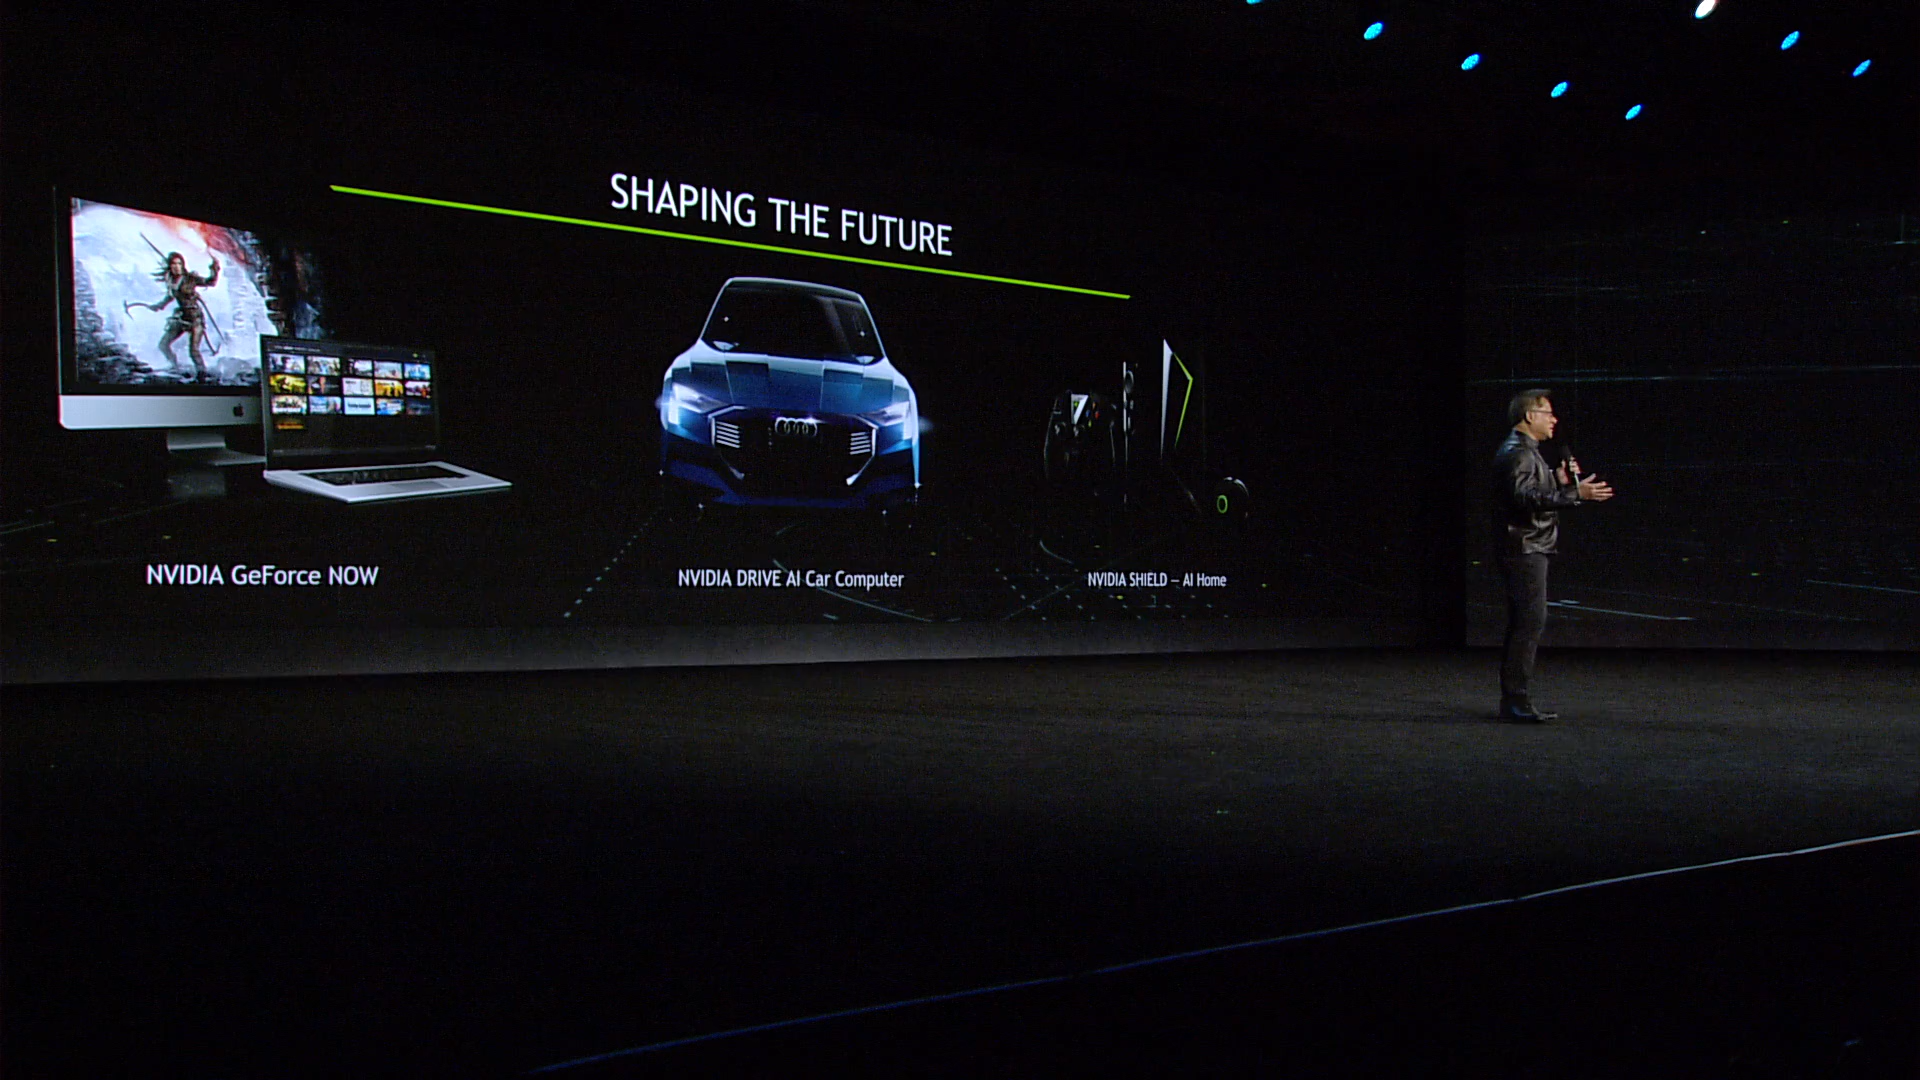 SHAPING THE FUTURE
NVIDIA GeForce NOW
NVIDIA DRIVE AI Car Computer
NVIDIA SHIELD – AI Home